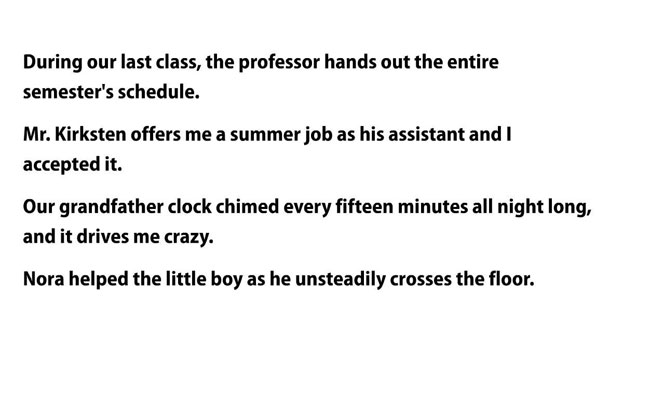 During our last class, the professor hands out the entire
semester's schedule.
Mr. Kirksten offers me a summer job as his assistant and I
accepted it.
Our grandfather clock chimed every fifteen minutes all night long,
and it drives me crazy.
Nora helped the little boy as he unsteadily crosses the floor.